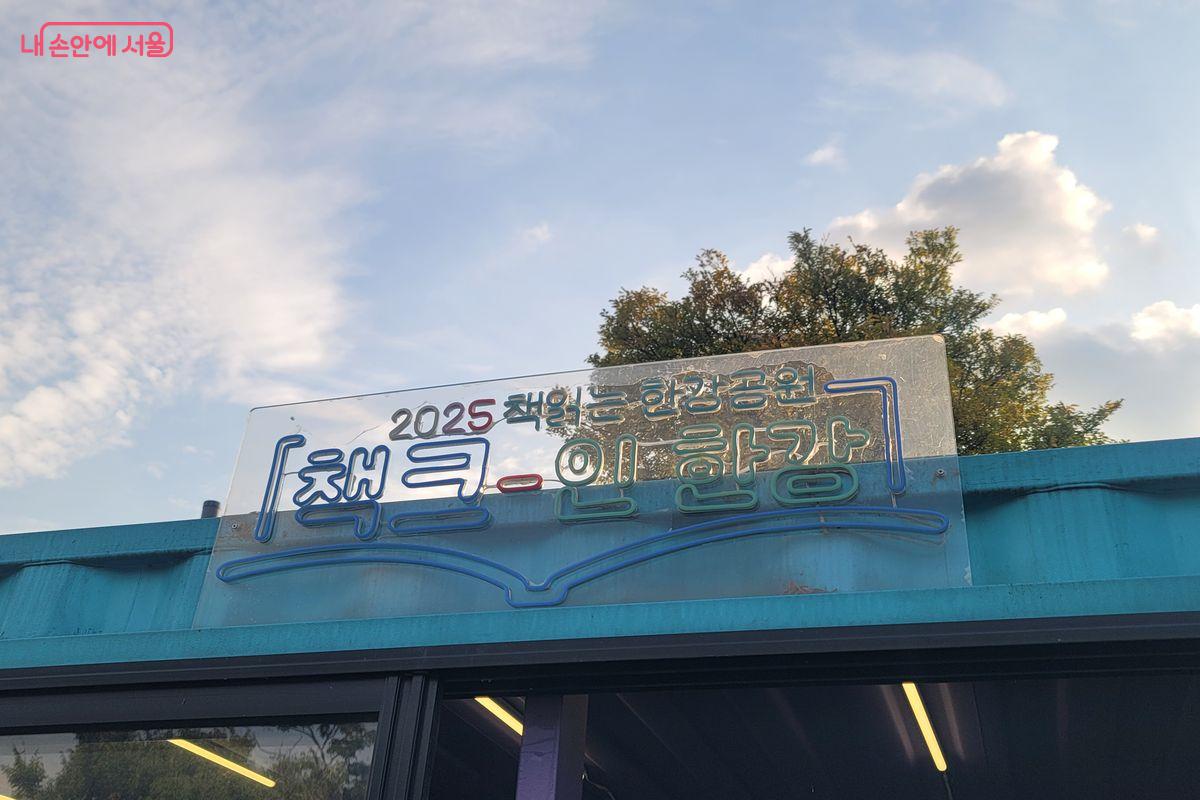 내 손안에 서울
2025 책읽는 한강공원
「책크-인 한강」